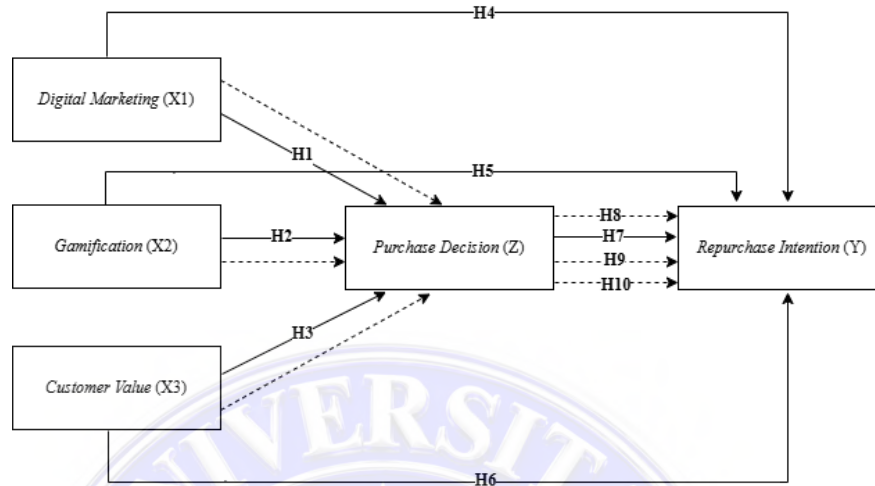 H4
Digital Marketing (X1)
H1
H5
H8
Gamification (X2)
H2
Purchase Decision (Z)
H7
Repurchase Intention (Y)
H9
H10
H3
Customer Value (X3)
UNIVERSIT
H6